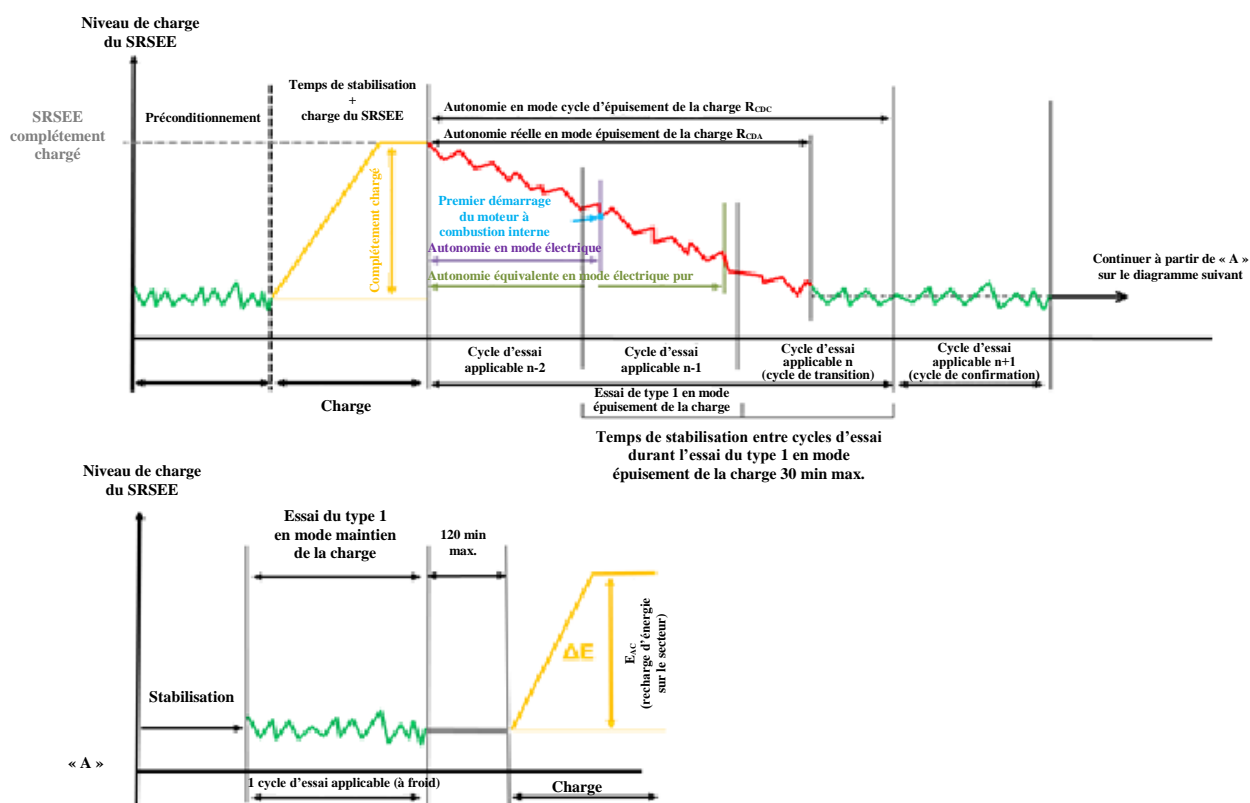 Niveau de charge
du SRSEE
SRSEE
complétement
chargé
Préconditionnement
Temps de stabilisation
+
charge du SRSEE
Autonomie en mode cycle d'épuisement de la charge RCDC
Autonomie réelle en mode épuisement de la charge RCDA
Complétement chargé
Premier démarrage
du moteur à
combustion interne
Autonomie en mode électrique
Autonomie équivalente en mode électrique pur
Continuer à partir de « A »
sur le diagramme suivant
Cycle d'essai
applicable n-2
Cycle d'essai
applicable n-1
Cycle d'essai
applicable n
(cycle de transition)
Cycle d'essai
applicable n+1
(cycle de confirmation)
Charge
Essai de type 1 en mode
épuisement de la charge
Temps de stabilisation entre cycles d'essai
durant l'essai du type 1 en mode
épuisement de la charge 30 min max.
Niveau de charge
du SRSEE
Essai du type 1
en mode maintien
de la charge
120 min
max.
Stabilisation
ΔE
EAC
(recharge d'énergie
sur le secteur)
« A »
1 cycle d'essai applicable (à froid)
Charge